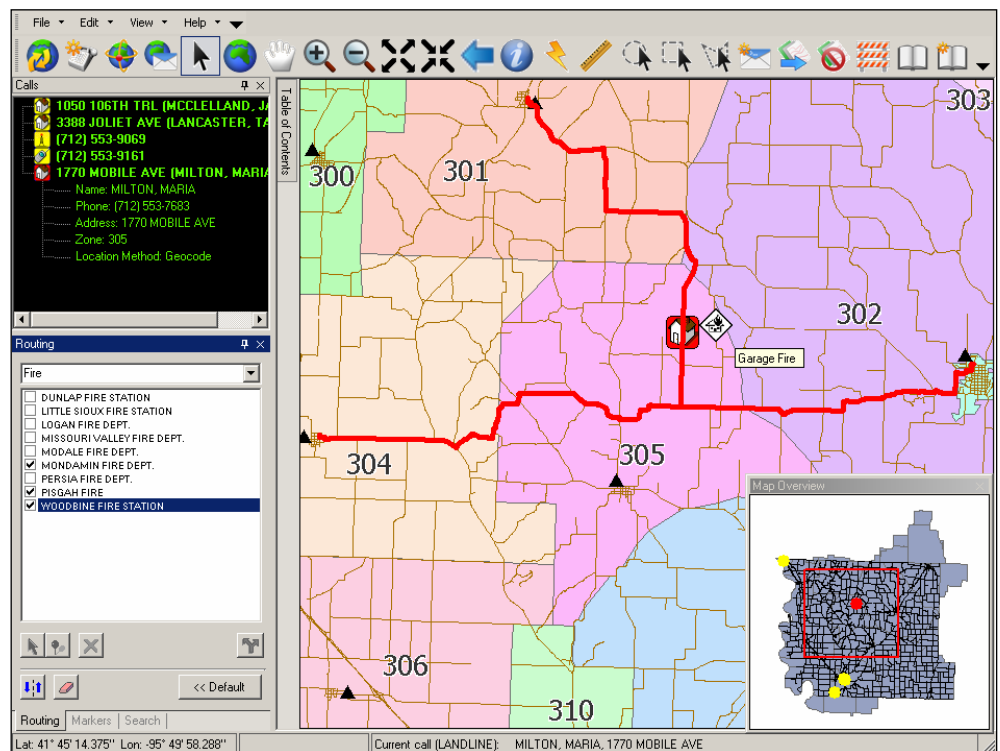 File Edit View Help
Calls
1050 106TH TRL (MCCLELLAND, JA
3388 JOLIET AVE (LANCASTER, TA
(712) 553-9069
(712) 553-9161
1770 MOBILE AVE (MILTON, MARIA
Name: MILTON, MARIA
Phone: (712) 553-7683
Address: 1770 MOBILE AVE
Zone: 305
Location Method: Geocode
Routing
Fire
DUNLAP FIRE STATION
LITTLE SIOUX FIRE STATION
LOGAN FIRE DEPT.
MISSOURI VALLEY FIRE DEPT.
MODALE FIRE DEPT.
MONDAMIN FIRE DEPT.
PERSIA FIRE DEPT.
PISGAH FIRE
WOODBINE FIRE STATION
<< Default
Routing Markers Search
Table of Contents
303
300
301
302
Garage Fire
304
305
306
310
Map Overview
Lat: 41° 45' 14.375" Lon: -95° 49' 58.288"
Current call (LANDLINE): MILTON, MARIA, 1770 MOBILE AVE